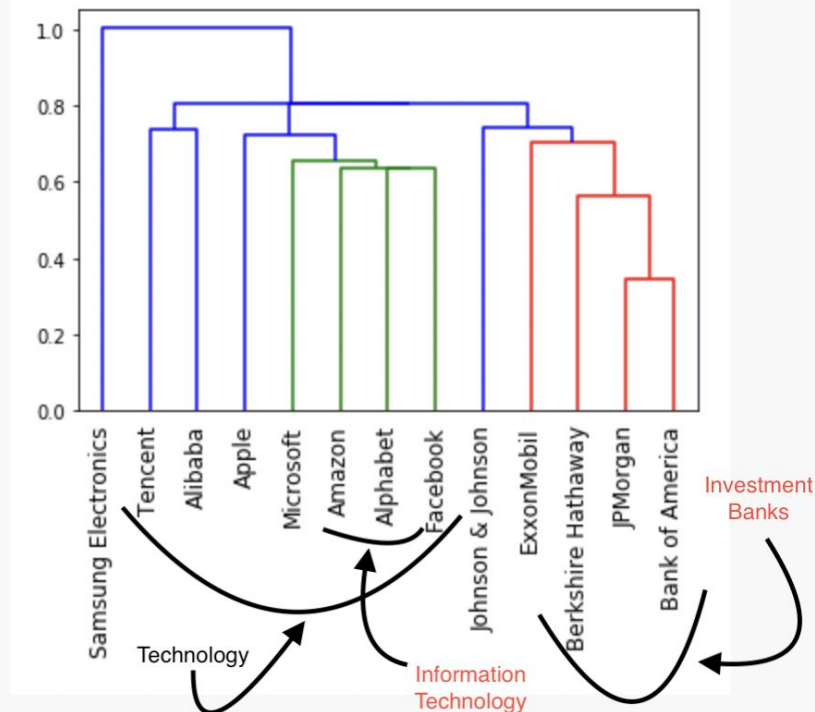 1.0
0.8
0.6
0.4
0.2
0.0
Samsung Electronics
Tencent
Alibaba
Apple
Microsoft
Amazon
Alphabet
Facebook
Johnson & Johnson
ExxonMobil
Berkshire Hathaway
JPMorgan
Bank of America
Investment
Banks
Technology
Information
Technology